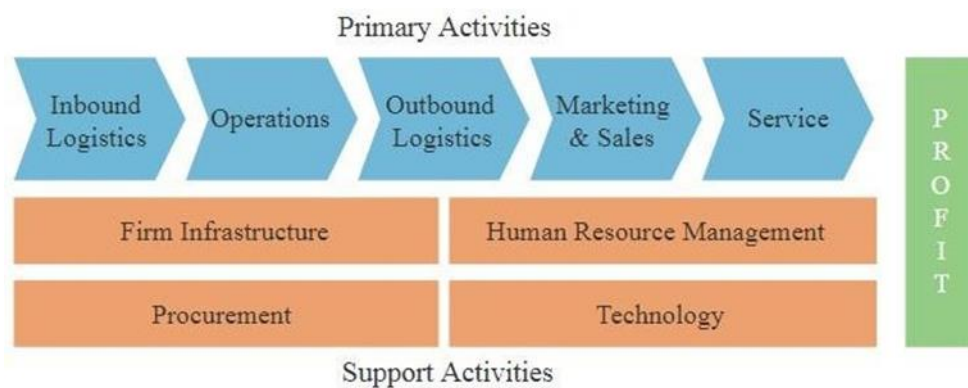 Primary Activities
Inbound
Logistics
Operations
Outbound
Logistics
Marketing
& Sales
Service
PROFIT
Firm Infrastructure
Human Resource Management
Procurement
Technology
Support Activities